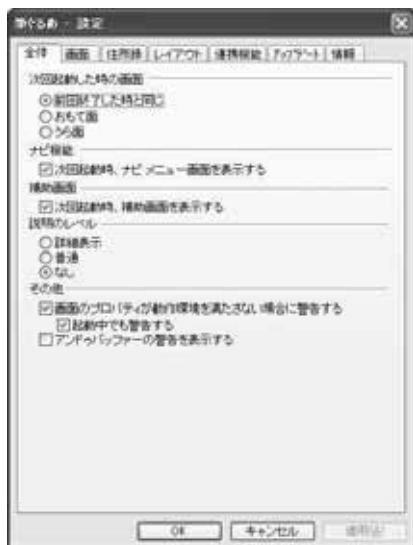 筆ぐるめ - 設定
全体 画面 住所録 レイアウト 連携機能 アップデート 情報
次回起動した時の画面
前回終了した時と同じ
おもて面
うら面
ナビ機能
次回起動時、ナビメニュー画面を表示する
補助画面
次回起動時、補助画面を表示する
説明のレベル
詳細表示
普通
なし
その他
画面のプロパティが動作環境を満たさない場合に警告する
起動中でも警告する
アンドゥバッファーの警告を表示する
OK キャンセル 適用(A)